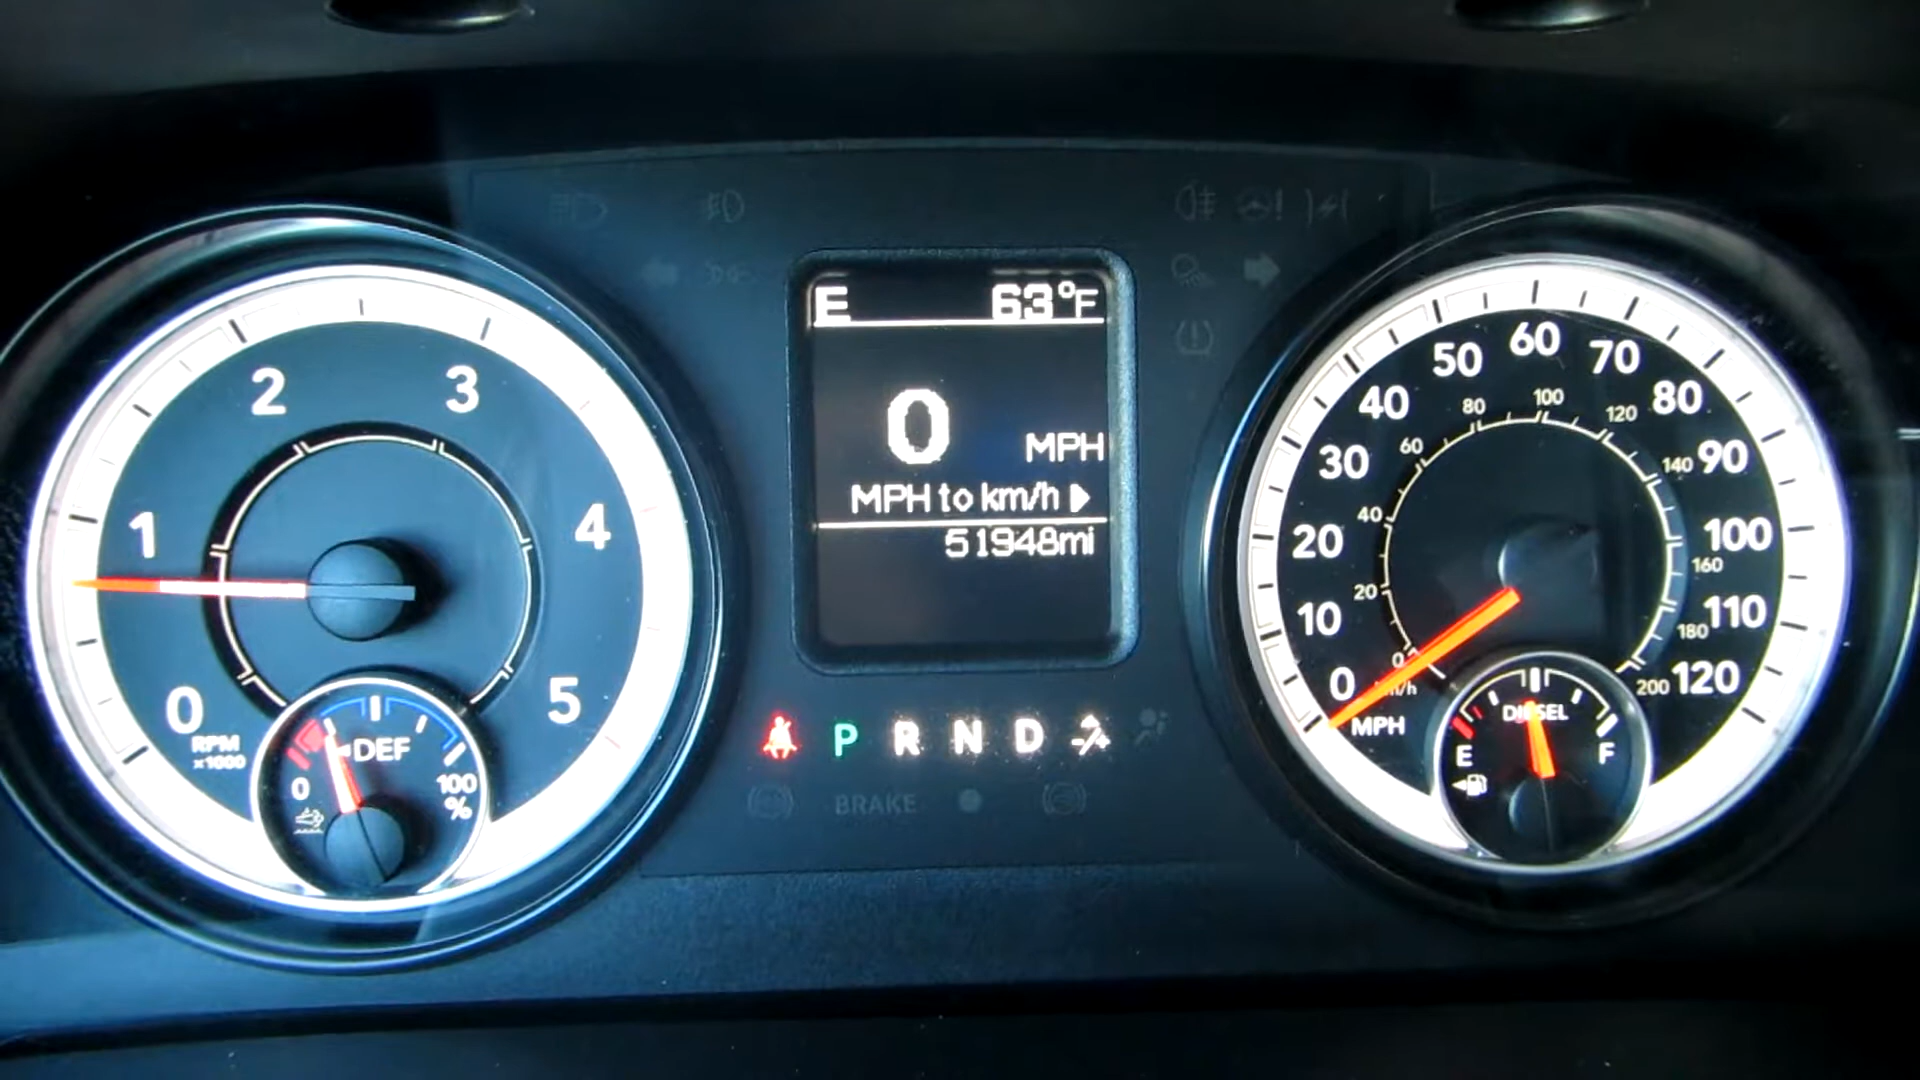 E 63°F
0 MPH
MPH to km/h
51948mi
0 1 2 3 4 5
RPM
x1000
DEF
0 100
%
P R N D
BRAKE
0 10 20 30 40 50 60 70 80 90 100 110 120
MPH
0 20 40 60 80 100 120 140 160 180 200
km/h
DIESEL
E F